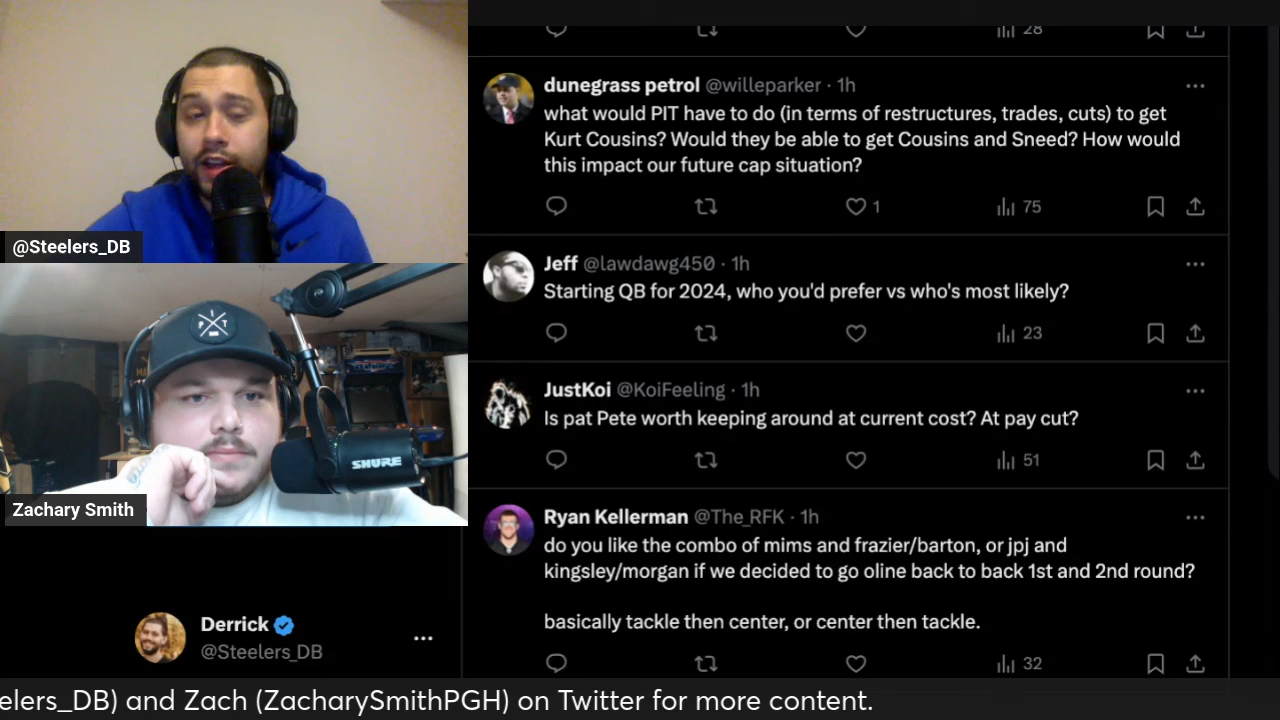 @Steelers_DB
P I T
SHURE
Zachary Smith
Derrick
@Steelers_DB
28
dunegrass petrol @willeparker · 1h
what would PIT have to do (in terms of restructures, trades, cuts) to get
Kurt Cousins? Would they be able to get Cousins and Sneed? How would
this impact our future cap situation?
1 75
Jeff @lawdawg450 · 1h
Starting QB for 2024, who you'd prefer vs who's most likely?
23
JustKoi @KoiFeeling · 1h
Is pat Pete worth keeping around at current cost? At pay cut?
51
Ryan Kellerman @The_RFK · 1h
do you like the combo of mims and frazier/barton, or jpj and
kingsley/morgan if we decided to go oline back to back 1st and 2nd round?
basically tackle then center, or center then tackle.
32
elers_DB) and Zach (ZacharySmithPGH) on Twitter for more content.